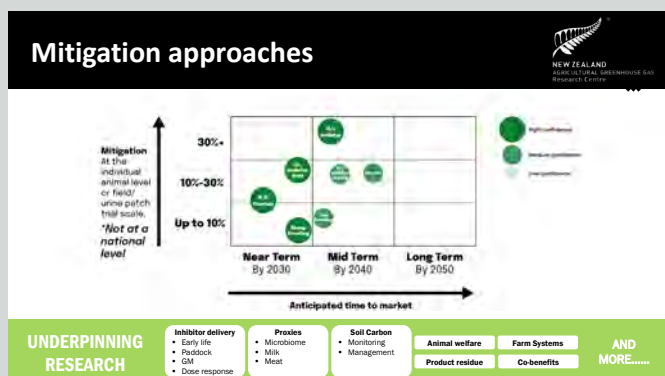 Mitigation approaches
NEW ZEALAND
AGRICULTURAL GREENHOUSE GAS
Research Centre
Mitigation
At the
individual
animal level
or field/
urine patch
trial scale.
*Not at a
national
level
30%+
10%-30%
Up to 10%
Near Term
By 2030
Mid Term
By 2040
Long Term
By 2050
Anticipated time to market
UNDERPINNING
RESEARCH
Inhibitor delivery
• Early life
• Paddock
• GM
• Dose response
Proxies
• Microbiome
• Milk
• Meat
Soil Carbon
• Monitoring
• Management
Animal welfare
Farm Systems
Product residue
Co-benefits
AND
MORE......